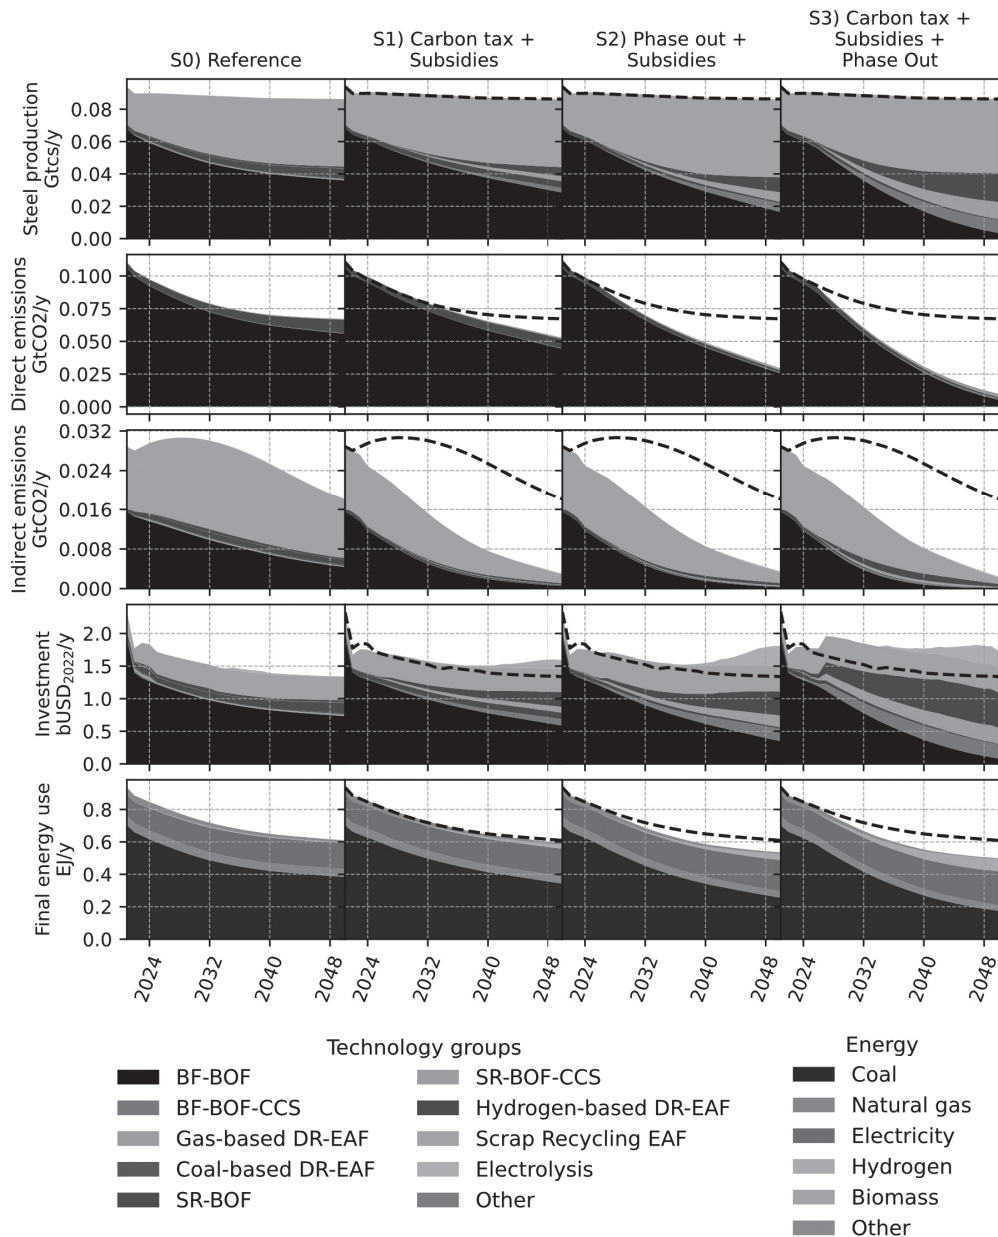 S0) Reference
S1) Carbon tax +
Subsidies
S2) Phase out +
Subsidies
S3) Carbon tax +
Subsidies +
Phase Out
Steel production
Gtcs/y
0.08
0.06
0.04
0.02
0.00
Direct emissions
GtCO2/y
0.100
0.075
0.050
0.025
0.000
Indirect emissions
GtCO2/y
0.032
0.024
0.016
0.008
0.000
Investment
bUSD2022/y
2.0
1.5
1.0
0.5
0.0
Final energy use
EJ/y
0.8
0.6
0.4
0.2
0.0
2024 2032 2040 2048 2024 2032 2040 2048 2024 2032 2040 2048 2024 2032 2040 2048
Technology groups
BF-BOF
BF-BOF-CCS
Gas-based DR-EAF
Coal-based DR-EAF
SR-BOF
SR-BOF-CCS
Hydrogen-based DR-EAF
Scrap Recycling EAF
Electrolysis
Other
Energy
Coal
Natural gas
Electricity
Hydrogen
Biomass
Other